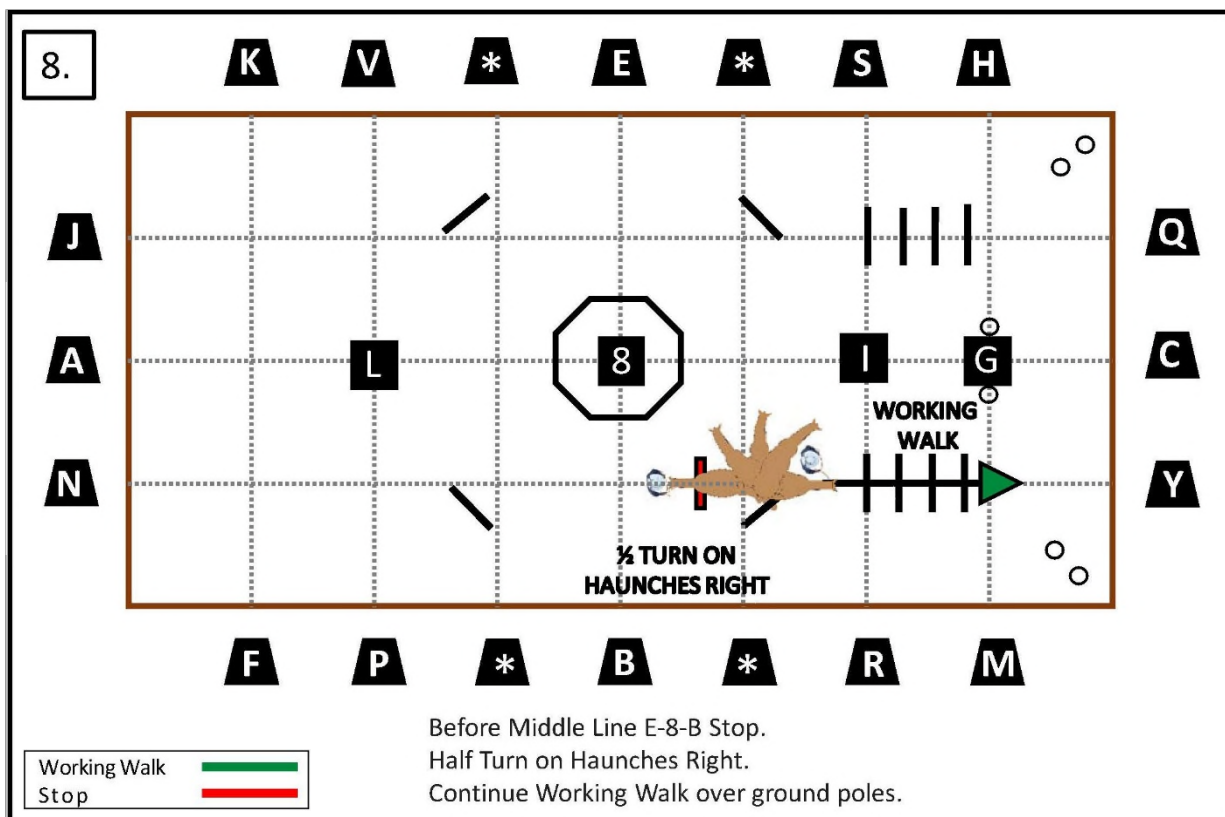 8.
K V * E * S H
J Q
A L 8 I G C
WORKING
WALK
N Y
½ TURN ON
HAUNCHES RIGHT
F P * B * R M
Before Middle Line E-8-B Stop.
Half Turn on Haunches Right.
Continue Working Walk over ground poles.
Working Walk
Stop